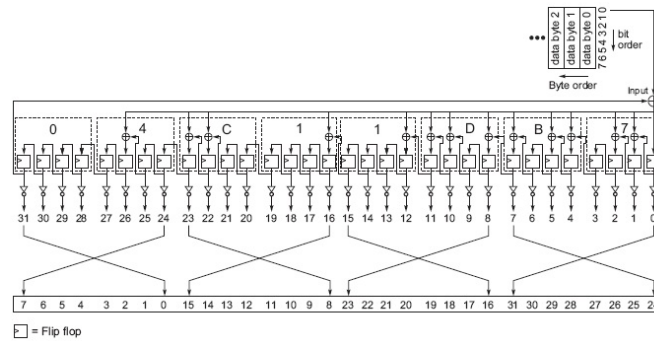 data byte 2
data byte 1
data byte 0
7 6 5 4 3 2 1 0
bit
order
Byte order
Input
0 4 C 1 1 D B 7
31 30 29 28 27 26 25 24 23 22 21 20 19 18 17 16 15 14 13 12 11 10 9 8 7 6 5 4 3 2 1 0
7 6 5 4 3 2 1 0 15 14 13 12 11 10 9 8 23 22 21 20 19 18 17 16 31 30 29 28 27 26 25
= Flip flop